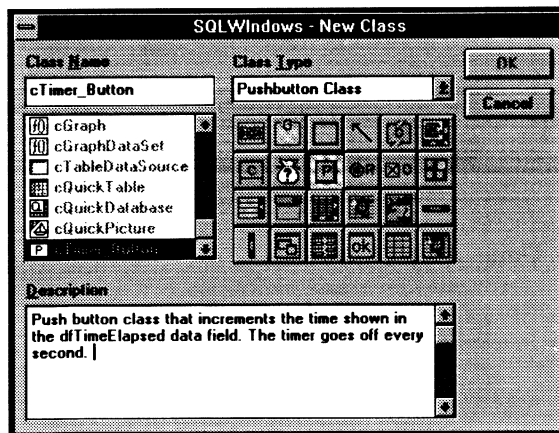 SQLWindows - New Class
Class Name
Class Type
OK
cTimer_Button
Pushbutton Class
Cancel
cGraph
cGraphDataSet
cTableDataSource
cQuickTable
cQuickDatabase
cQuickPicture
cTimer_Button
Description
Push button class that increments the time shown in
the dfTimeElapsed data field. The timer goes off every
second.